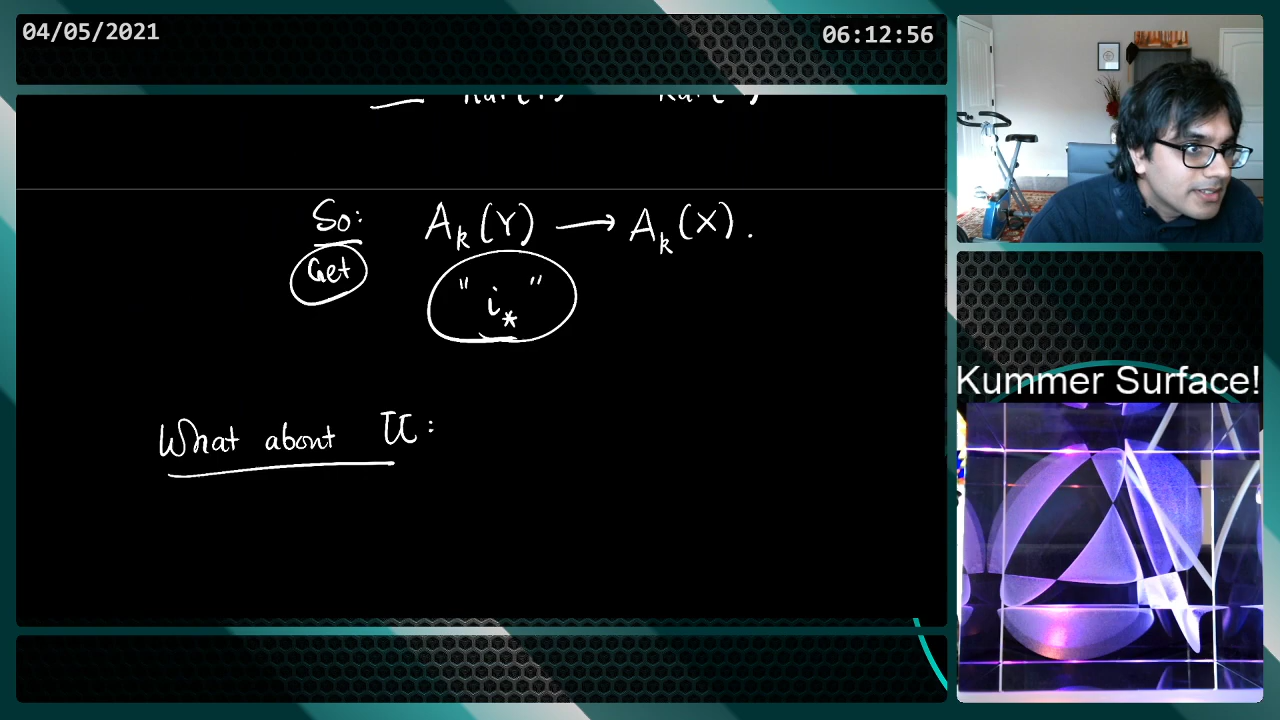 04/05/2021
06:12:56
So: A_k(Y) → A_k(X).
Get "i_*"
What about U:
Kummer Surface!